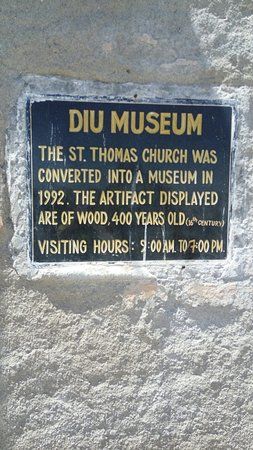 DIU MUSEUM
THE ST. THOMAS CHURCH WAS
CONVERTED INTO A MUSEUM IN
1992. THE ARTIFACT DISPLAYED
ARE OF WOOD, 400 YEARS OLD (16th CENTURY)
VISITING HOURS: 9:00 AM. TO 7:00 PM.